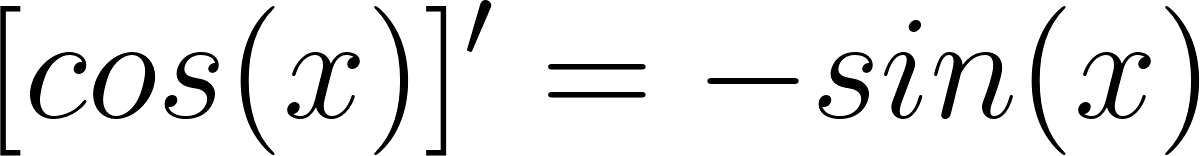 [cos(x)]′ = −sin(x)